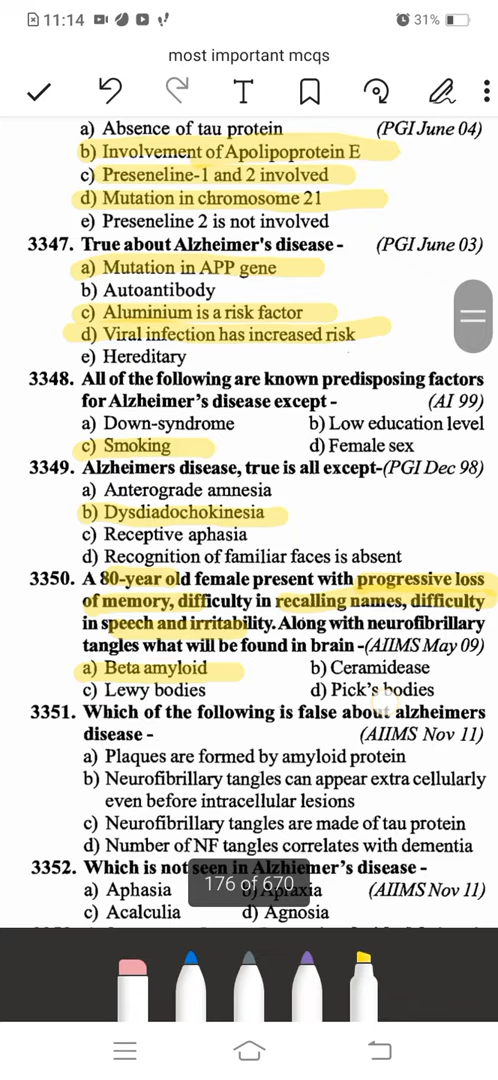 11:14
31%
most important mcqs
T
a) Absence of tau protein (PGI June 04)
b) Involvement of Apolipoprotein E
c) Preseneline-1 and 2 involved
d) Mutation in chromosome 21
e) Preseneline 2 is not involved
3347. True about Alzheimer's disease - (PGI June 03)
a) Mutation in APP gene
b) Autoantibody
c) Aluminium is a risk factor
d) Viral infection has increased risk
e) Hereditary
3348. All of the following are known predisposing factors
for Alzheimer's disease except - (AI 99)
a) Down-syndrome b) Low education level
c) Smoking d) Female sex
3349. Alzheimers disease, true is all except-(PGI Dec 98)
a) Anterograde amnesia
b) Dysdiadochokinesia
c) Receptive aphasia
d) Recognition of familiar faces is absent
3350. A 80-year old female present with progressive loss
of memory, difficulty in recalling names, difficulty
in speech and irritability. Along with neurofibrillary
tangles what will be found in brain -(AIIMS May 09)
a) Beta amyloid b) Ceramidease
c) Lewy bodies d) Pick's bodies
3351. Which of the following is false about alzheimers
disease - (AIIMS Nov 11)
a) Plaques are formed by amyloid protein
b) Neurofibrillary tangles can appear extra cellularly
even before intracellular lesions
c) Neurofibrillary tangles are made of tau protein
d) Number of NF tangles correlates with dementia
3352. Which is not seen in Alzhiemer's disease -
a) Aphasia b) Apraxia (AIIMS Nov 11)
176 of 670
c) Acalculia d) Agnosia